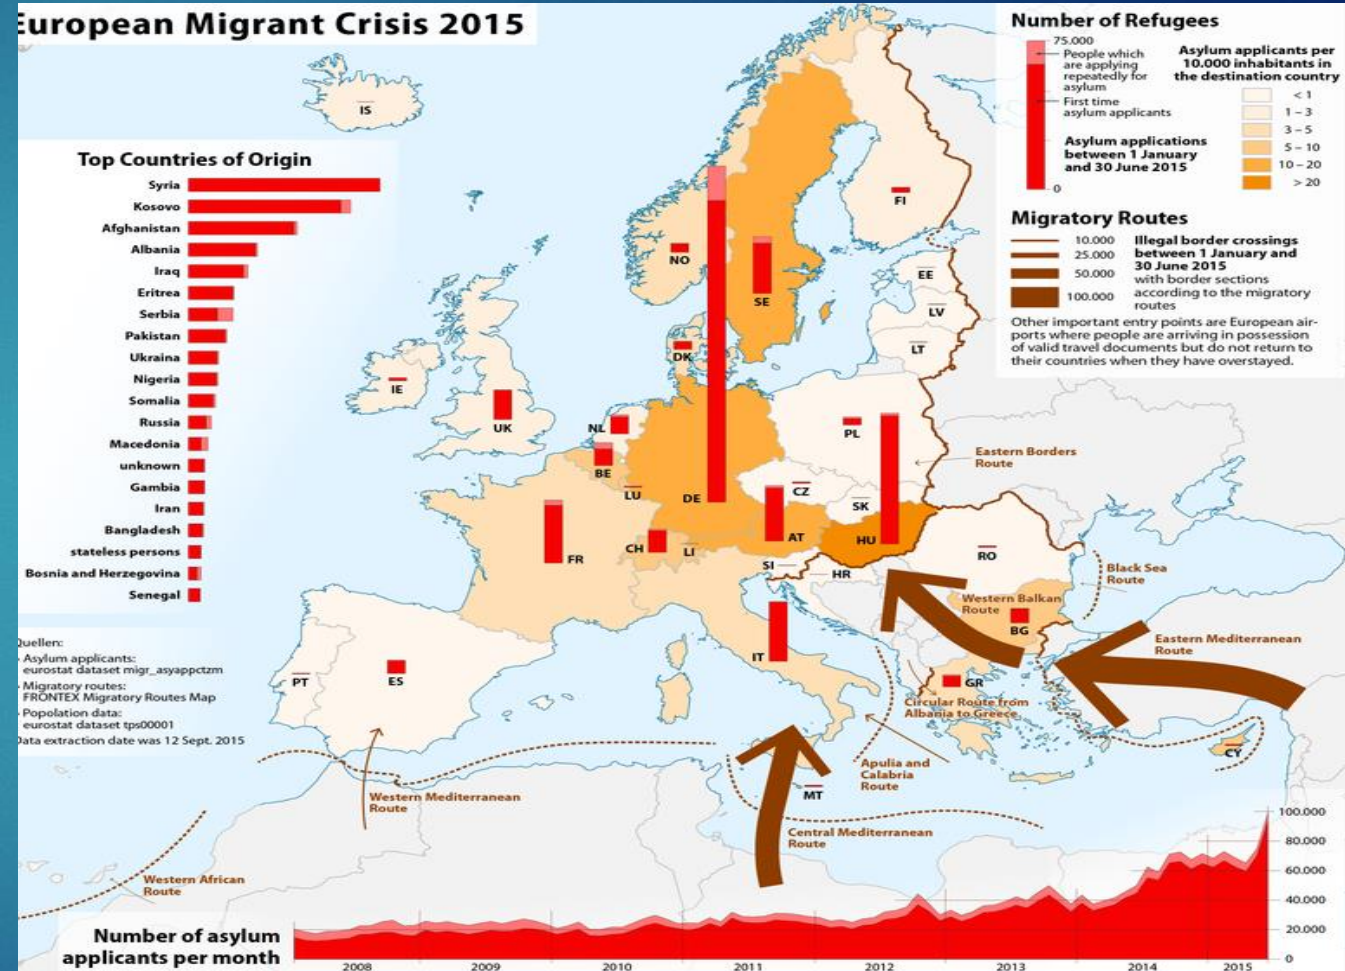 European Migrant Crisis 2015
Number of Refugees
75.000
People which
are applying
repeatedly for
asylum
First time
asylum applicants
Asylum applications
between 1 January
and 30 June 2015
0
Asylum applicants per
10.000 inhabitants in
the destination country
< 1
1 – 3
3 – 5
5 – 10
10 – 20
> 20
Migratory Routes
10.000
25.000
50.000
100.000
Illegal border crossings
between 1 January and
30 June 2015
with border sections
according to the migratory
routes
Other important entry points are European air-
ports where people are arriving in possession
of valid travel documents but do not return to
their countries when they have overstayed.
Top Countries of Origin
Syria
Kosovo
Afghanistan
Albania
Iraq
Eritrea
Serbia
Pakistan
Ukraina
Nigeria
Somalia
Russia
Macedonia
unknown
Gambia
Iran
Bangladesh
stateless persons
Bosnia and Herzegovina
Senegal
Quellen:
Asylum applicants:
eurostat dataset migr_asyappctzm
Migratory routes:
FRONTEX Migratory Routes Map
Popolation data:
eurostat dataset tps00001
Data extraction date was 12 Sept. 2015
IS
FI
NO
SE
EE
LV
LT
DK
IE
UK
NL
BE
LU
DE
PL
CZ
SK
FR
CH
LI
AT
HU
SI
HR
RO
IT
BG
GR
PT
ES
MT
CY
Eastern Borders
Route
Black Sea
Route
Western Balkan
Route
Eastern Mediterranean
Route
Circular Route from
Albania to Greece
Apulia and
Calabria
Route
Central Mediterranean
Route
Western Mediterranean
Route
Western African
Route
Number of asylum
applicants per month
100.000
80.000
60.000
40.000
20.000
0
2008
2009
2010
2011
2012
2013
2014
2015